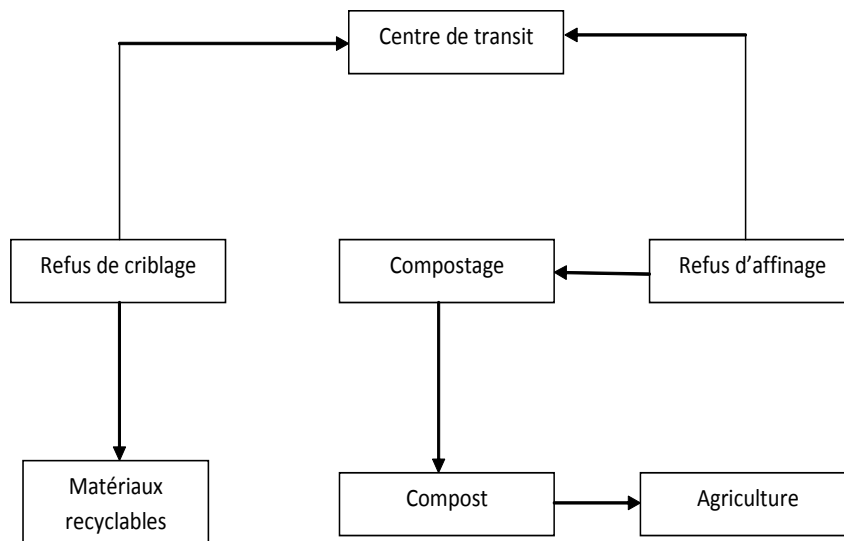 Centre de transit
Refus de criblage
Compostage
Refus d’affinage
Matériaux
recyclables
Compost
Agriculture